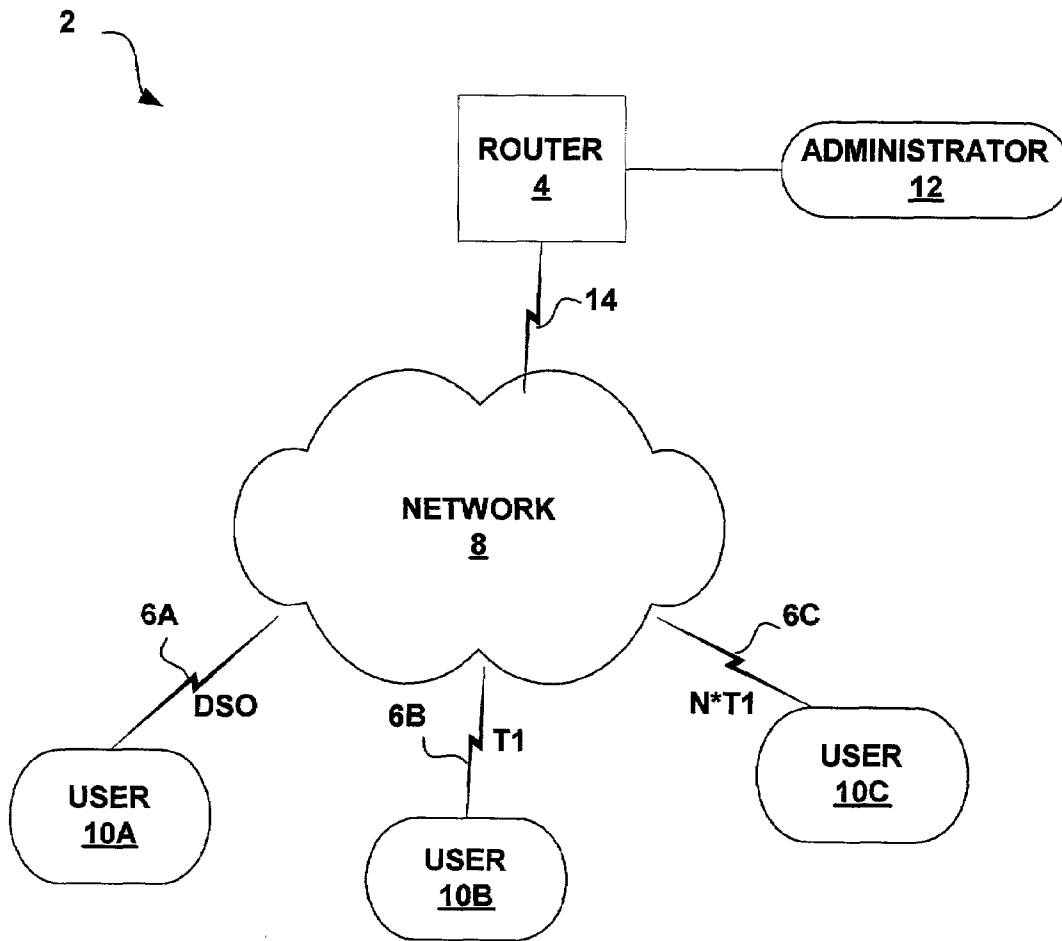 2
ROUTER
4
ADMINISTRATOR
12
14
NETWORK
8
6A
DSO
6B
T1
6C
N*T1
USER
10A
USER
10B
USER
10C